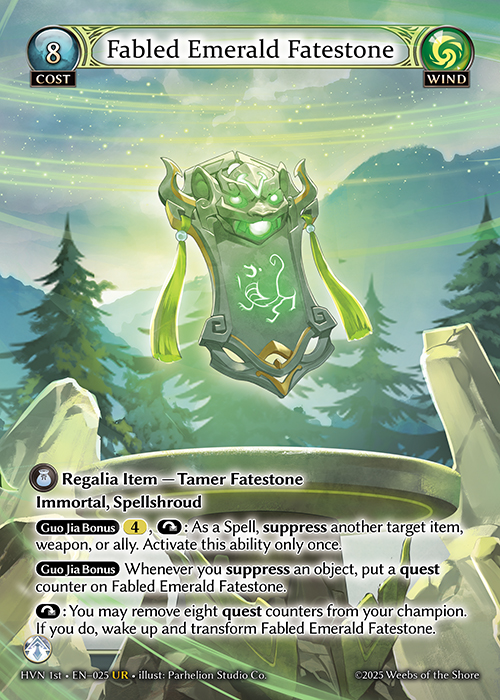 8
COST
Fabled Emerald Fatestone
WIND
Regalia Item — Tamer Fatestone
Immortal, Spellshroud
Guo Jia Bonus 4, : As a Spell, suppress another target item,
weapon, or ally. Activate this ability only once.
Guo Jia Bonus Whenever you suppress an object, put a quest
counter on Fabled Emerald Fatestone.
: You may remove eight quest counters from your champion.
If you do, wake up and transform Fabled Emerald Fatestone.
HVN 1st • EN-025 UR • illust: Parhelion Studio Co.
©2025 Weebs of the Shore